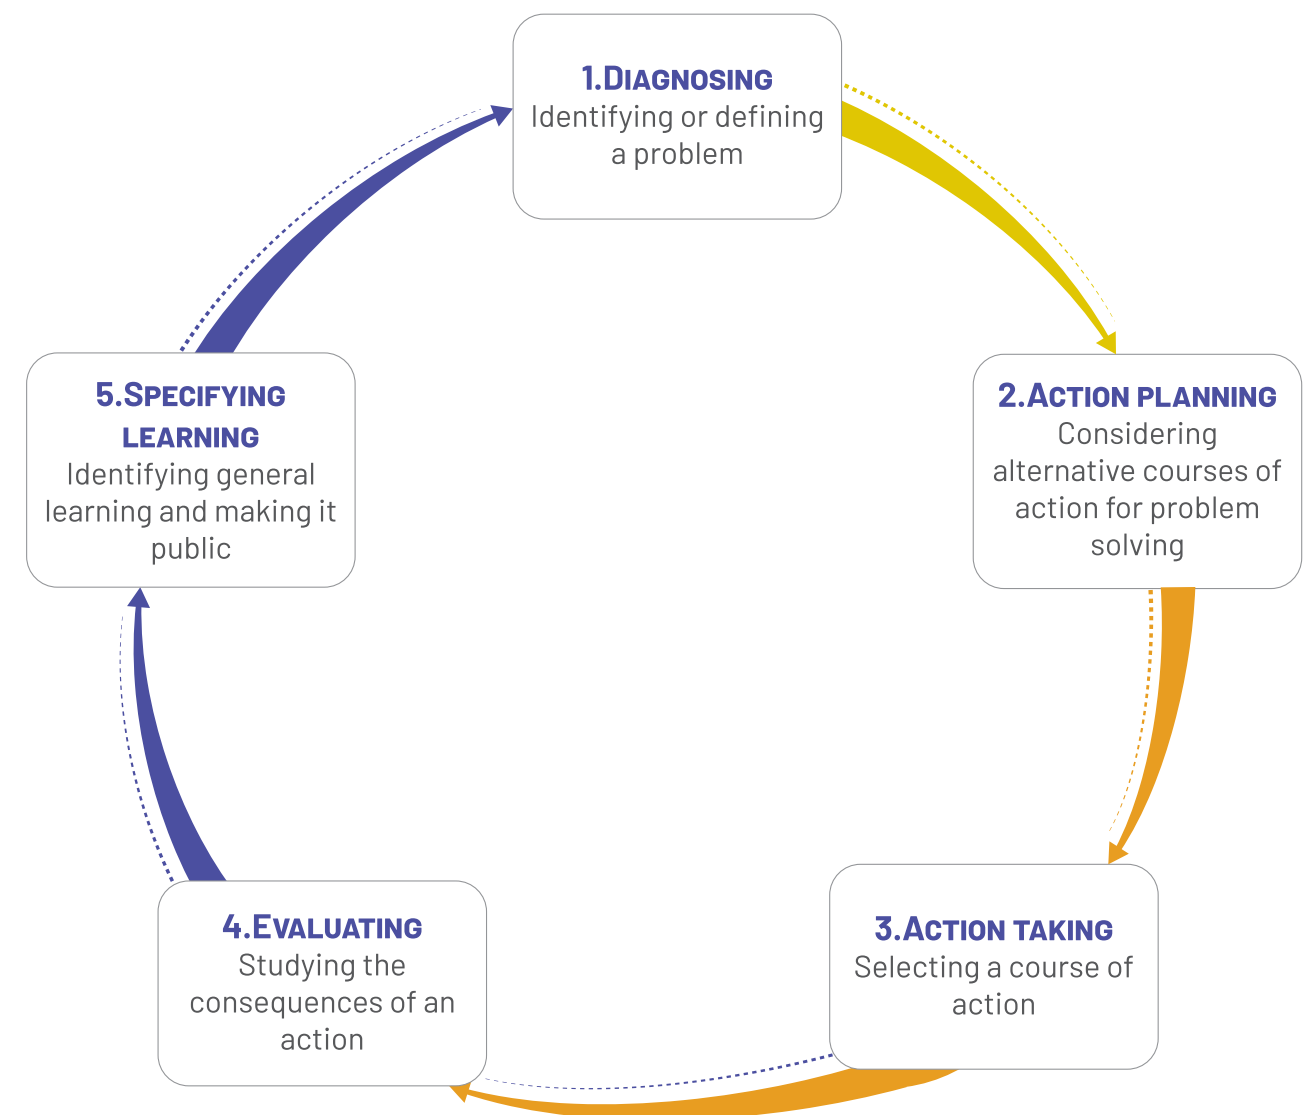 1.DIAGNOSING
Identifying or defining
a problem
2.ACTION PLANNING
Considering
alternative courses of
action for problem
solving
3.ACTION TAKING
Selecting a course of
action
4.EVALUATING
Studying the
consequences of an
action
5.SPECIFYING
LEARNING
Identifying general
learning and making it
public